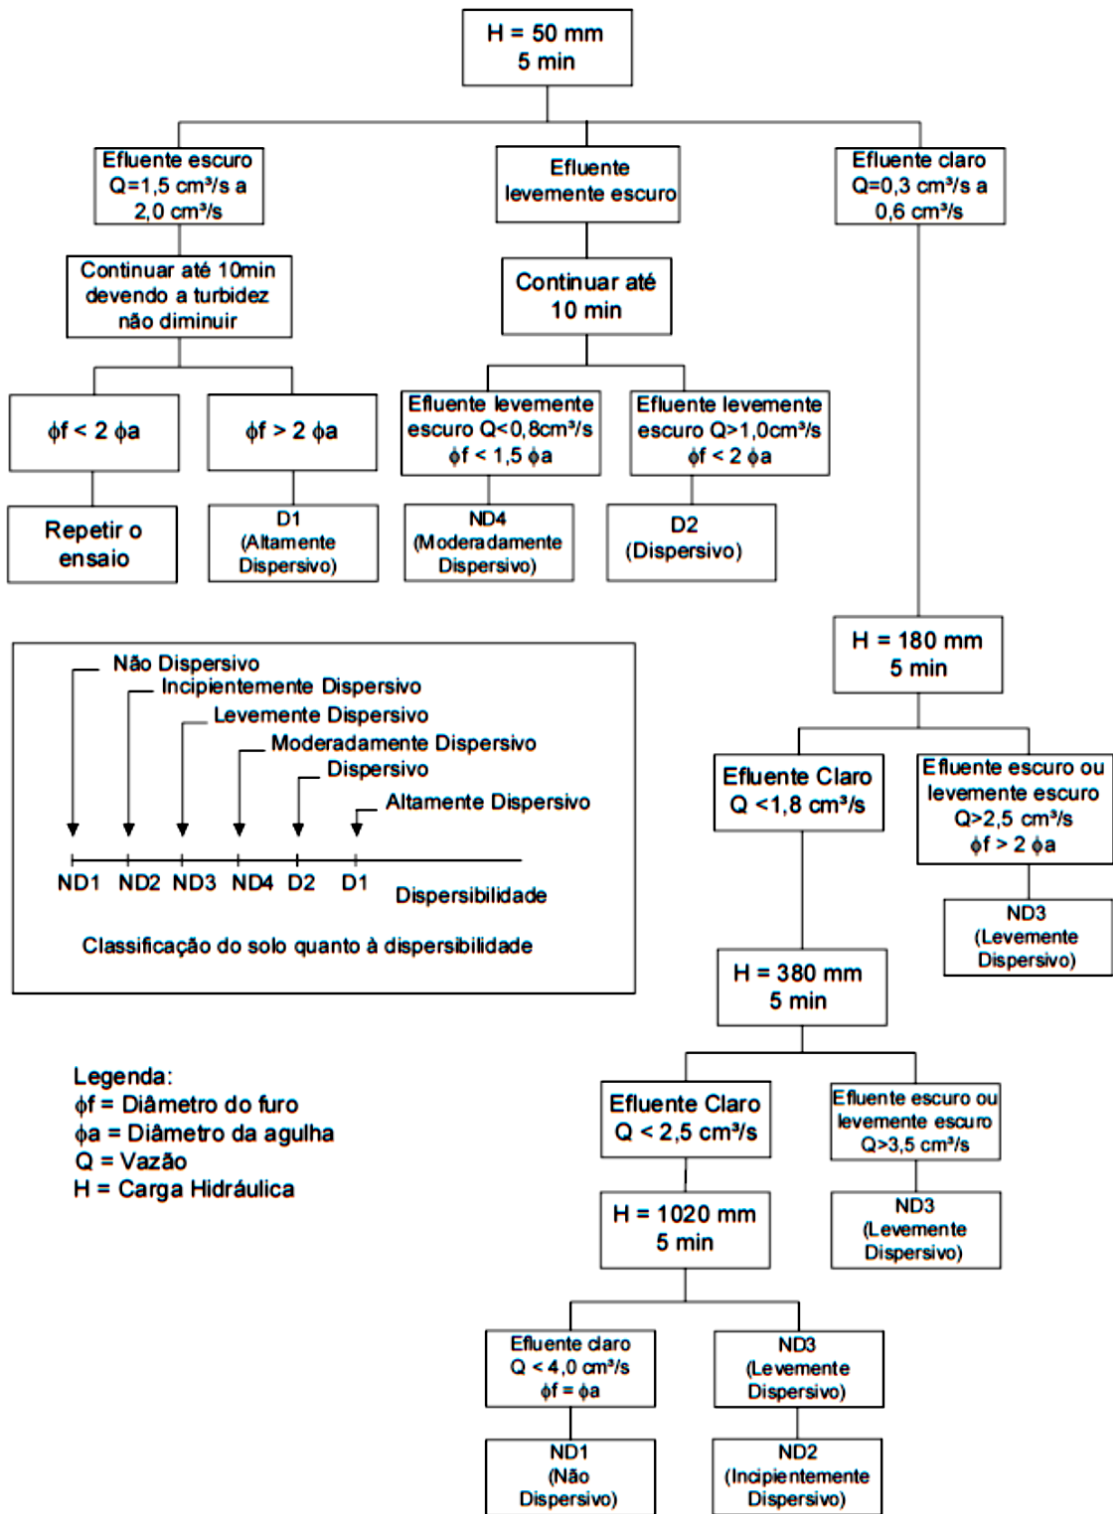 H = 50 mm
5 min
Efluente escuro
Q=1,5 cm³/s a
2,0 cm³/s
Efluente
levemente escuro
Efluente claro
Q=0,3 cm³/s a
0,6 cm³/s
Continuar até 10min
devendo a turbidez
não diminuir
Continuar até
10 min
ϕf < 2 ϕa
ϕf > 2 ϕa
Efluente levemente
escuro Q<0,8cm³/s
ϕf < 1,5 ϕa
Efluente levemente
escuro Q>1,0cm³/s
ϕf < 2 ϕa
Repetir o
ensaio
D1
(Altamente
Dispersivo)
ND4
(Moderadamente
Dispersivo)
D2
(Dispersivo)
H = 180 mm
5 min
Efluente Claro
Q <1,8 cm³/s
Efluente escuro ou
levemente escuro
Q>2,5 cm³/s
ϕf > 2 ϕa
ND3
(Levemente
Dispersivo)
Não Dispersivo
Incipientemente Dispersivo
Levemente Dispersivo
Moderadamente Dispersivo
Dispersivo
Altamente Dispersivo
ND1 ND2 ND3 ND4 D2 D1
Dispersibilidade
Classificação do solo quanto à dispersibilidade
H = 380 mm
5 min
Efluente Claro
Q < 2,5 cm³/s
Efluente escuro ou
levemente escuro
Q>3,5 cm³/s
Legenda:
ϕf = Diâmetro do furo
ϕa = Diâmetro da agulha
Q = Vazão
H = Carga Hidráulica
H = 1020 mm
5 min
ND3
(Levemente
Dispersivo)
Efluente claro
Q < 4,0 cm³/s
ϕf = ϕa
ND3
(Levemente
Dispersivo)
ND1
(Não
Dispersivo)
ND2
(Incipientemente
Dispersivo)